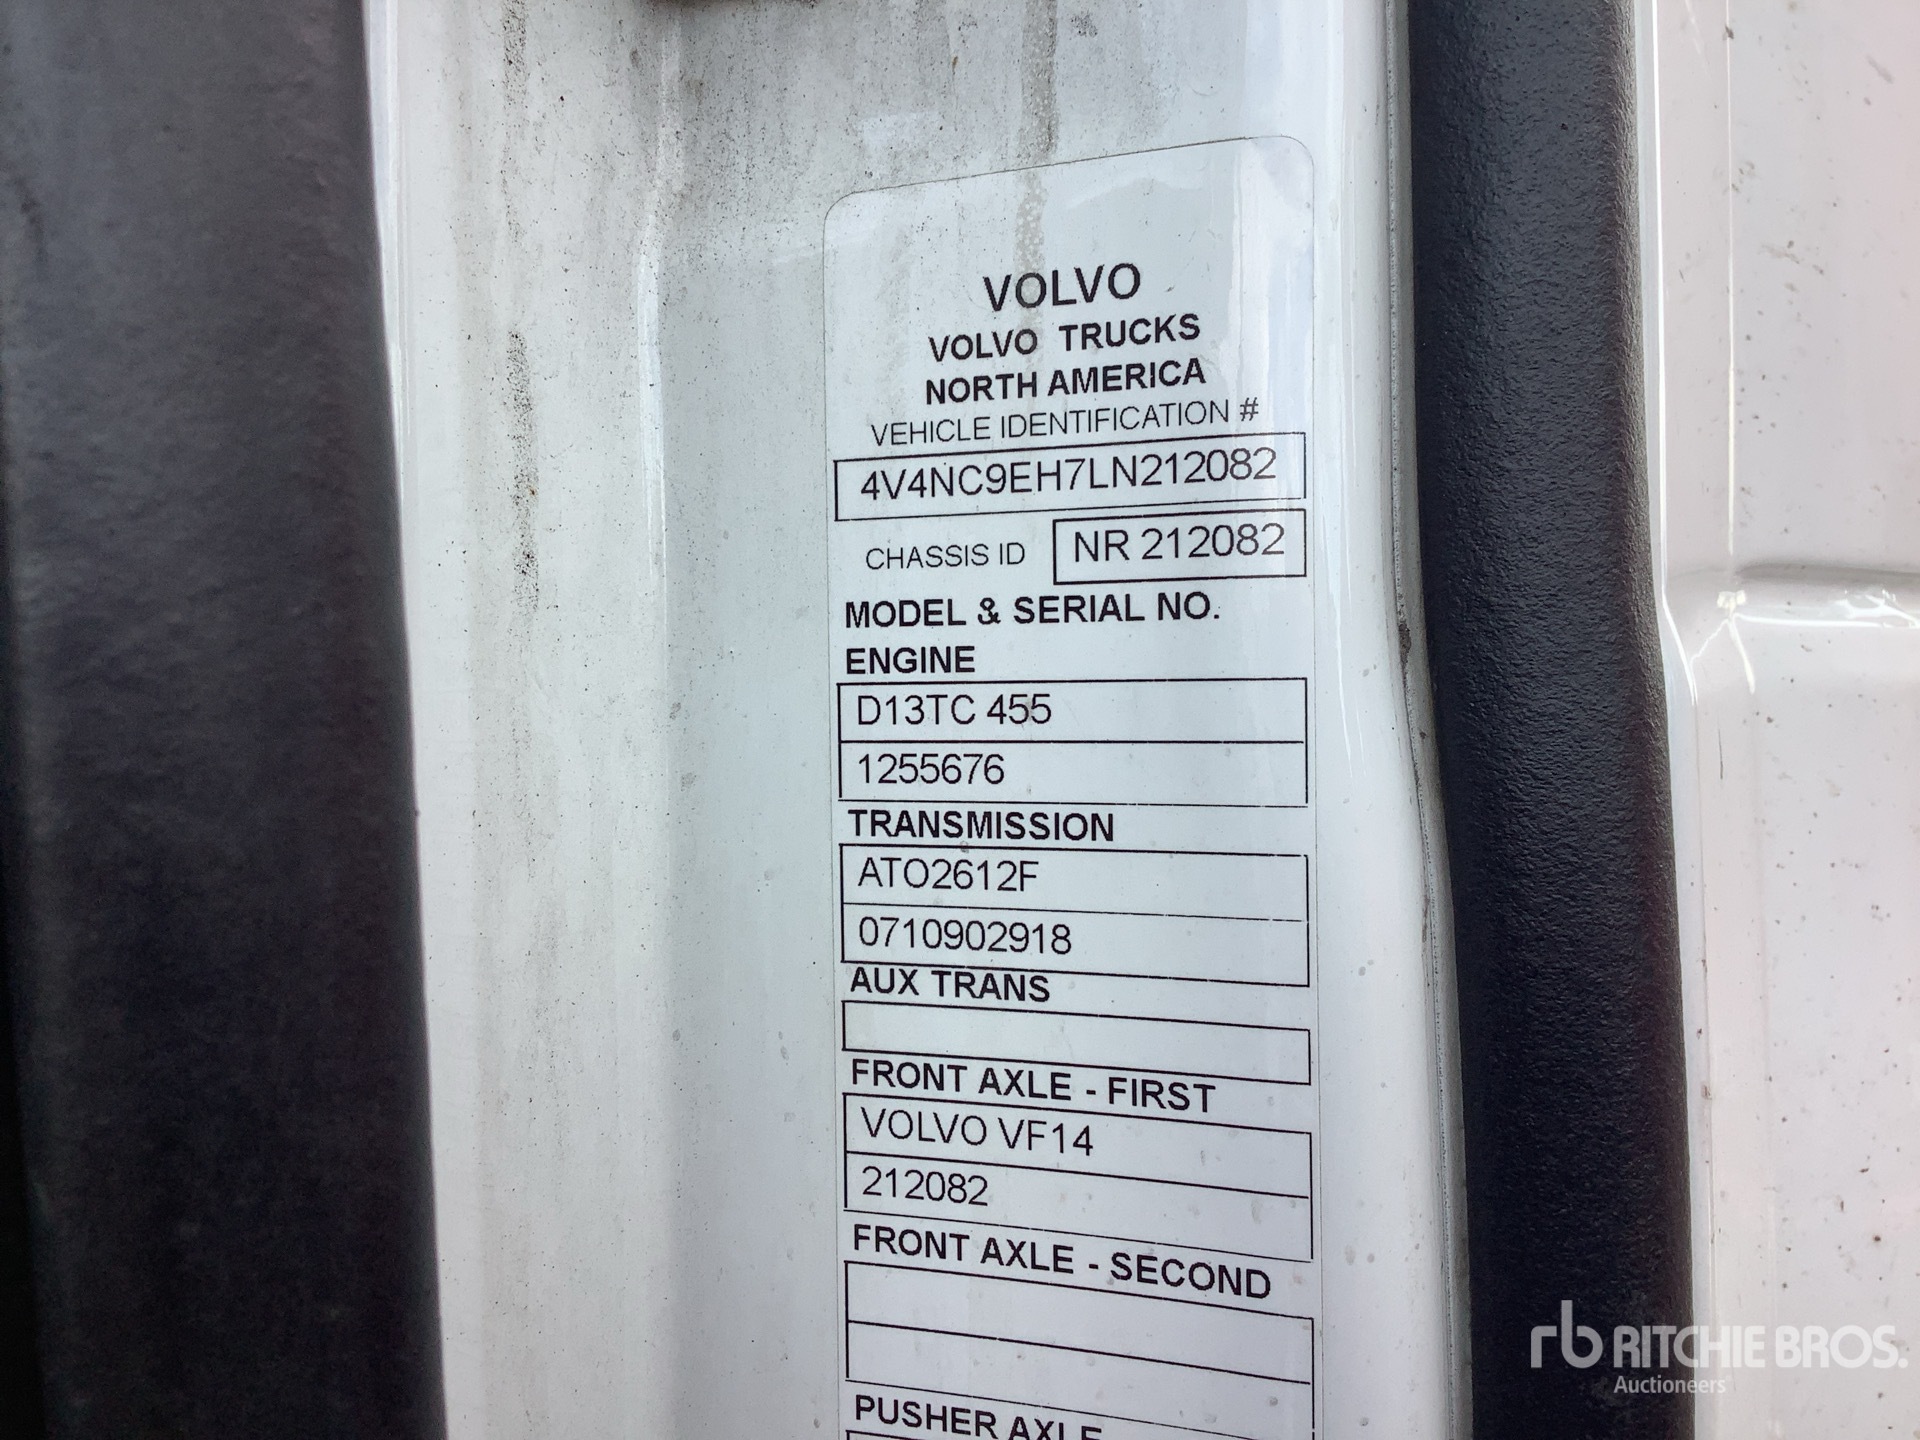 VOLVO
VOLVO TRUCKS
NORTH AMERICA
VEHICLE IDENTIFICATION #
4V4NC9EH7LN212082
CHASSIS ID NR 212082
MODEL & SERIAL NO.
ENGINE
D13TC 455
1255676
TRANSMISSION
ATO2612F
0710902918
AUX TRANS
FRONT AXLE - FIRST
VOLVO VF14
212082
FRONT AXLE - SECOND
PUSHER AXLE
rb RITCHIE BROS.
Auctioneers